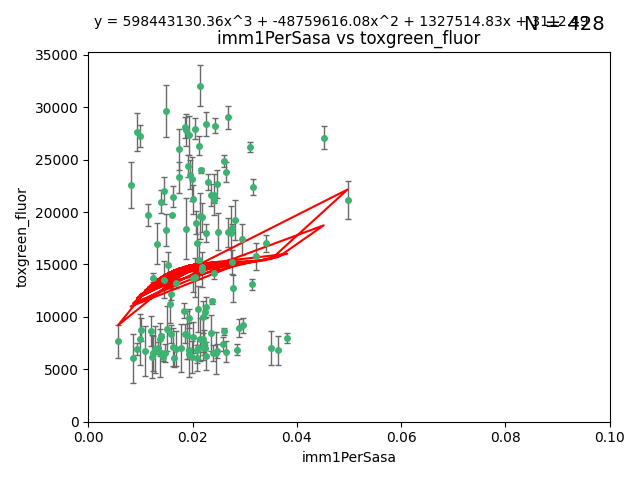 y = 598443130.36x^3 + -48759616.08x^2 + 1327514.83x +
N = 428
imm1PerSasa vs toxgreen_fluor
35000
30000
25000
20000
15000
10000
5000
0
toxgreen_fluor
0.00 0.02 0.04 0.06 0.08 0.10
imm1PerSasa